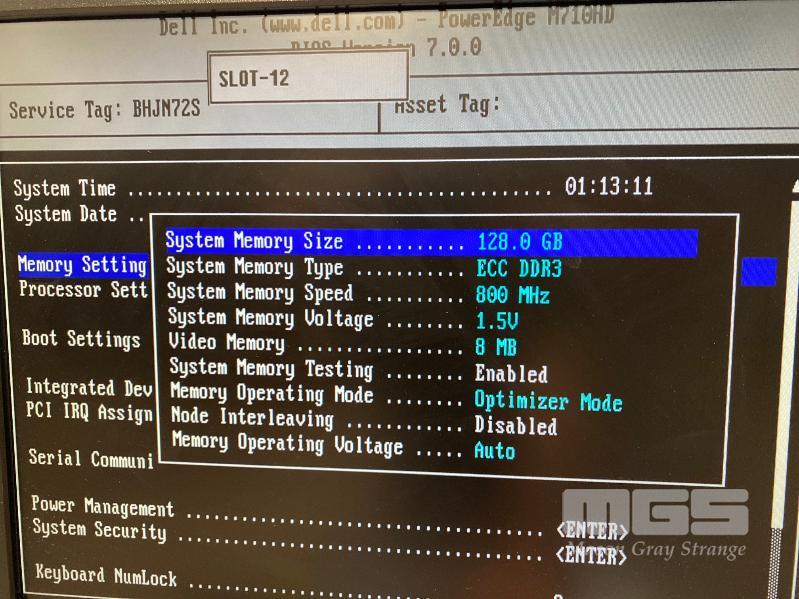 Dell Inc. (www.dell.com) - PowerEdge M710HD
BIOS Version 7.0.0
SLOT-12
Service Tag: BHJN72S
Asset Tag:
System Time ........................................ 01:13:11
System Date ..
System Memory Size ........... 128.0 GB
Memory Setting
System Memory Type ........... ECC DDR3
Processor Sett
System Memory Speed .......... 800 MHz
System Memory Voltage ........ 1.5V
Boot Settings
Video Memory ................. 8 MB
System Memory Testing ........ Enabled
Integrated Dev
Memory Operating Mode ........ Optimizer Mode
PCI IRQ Assign
Node Interleaving ............ Disabled
Memory Operating Voltage ..... Auto
Serial Communi
Power Management .................................. <ENTER>
System Security ................................... <ENTER>
Keyboard NumLock ..................................
MGS
Gray Strange